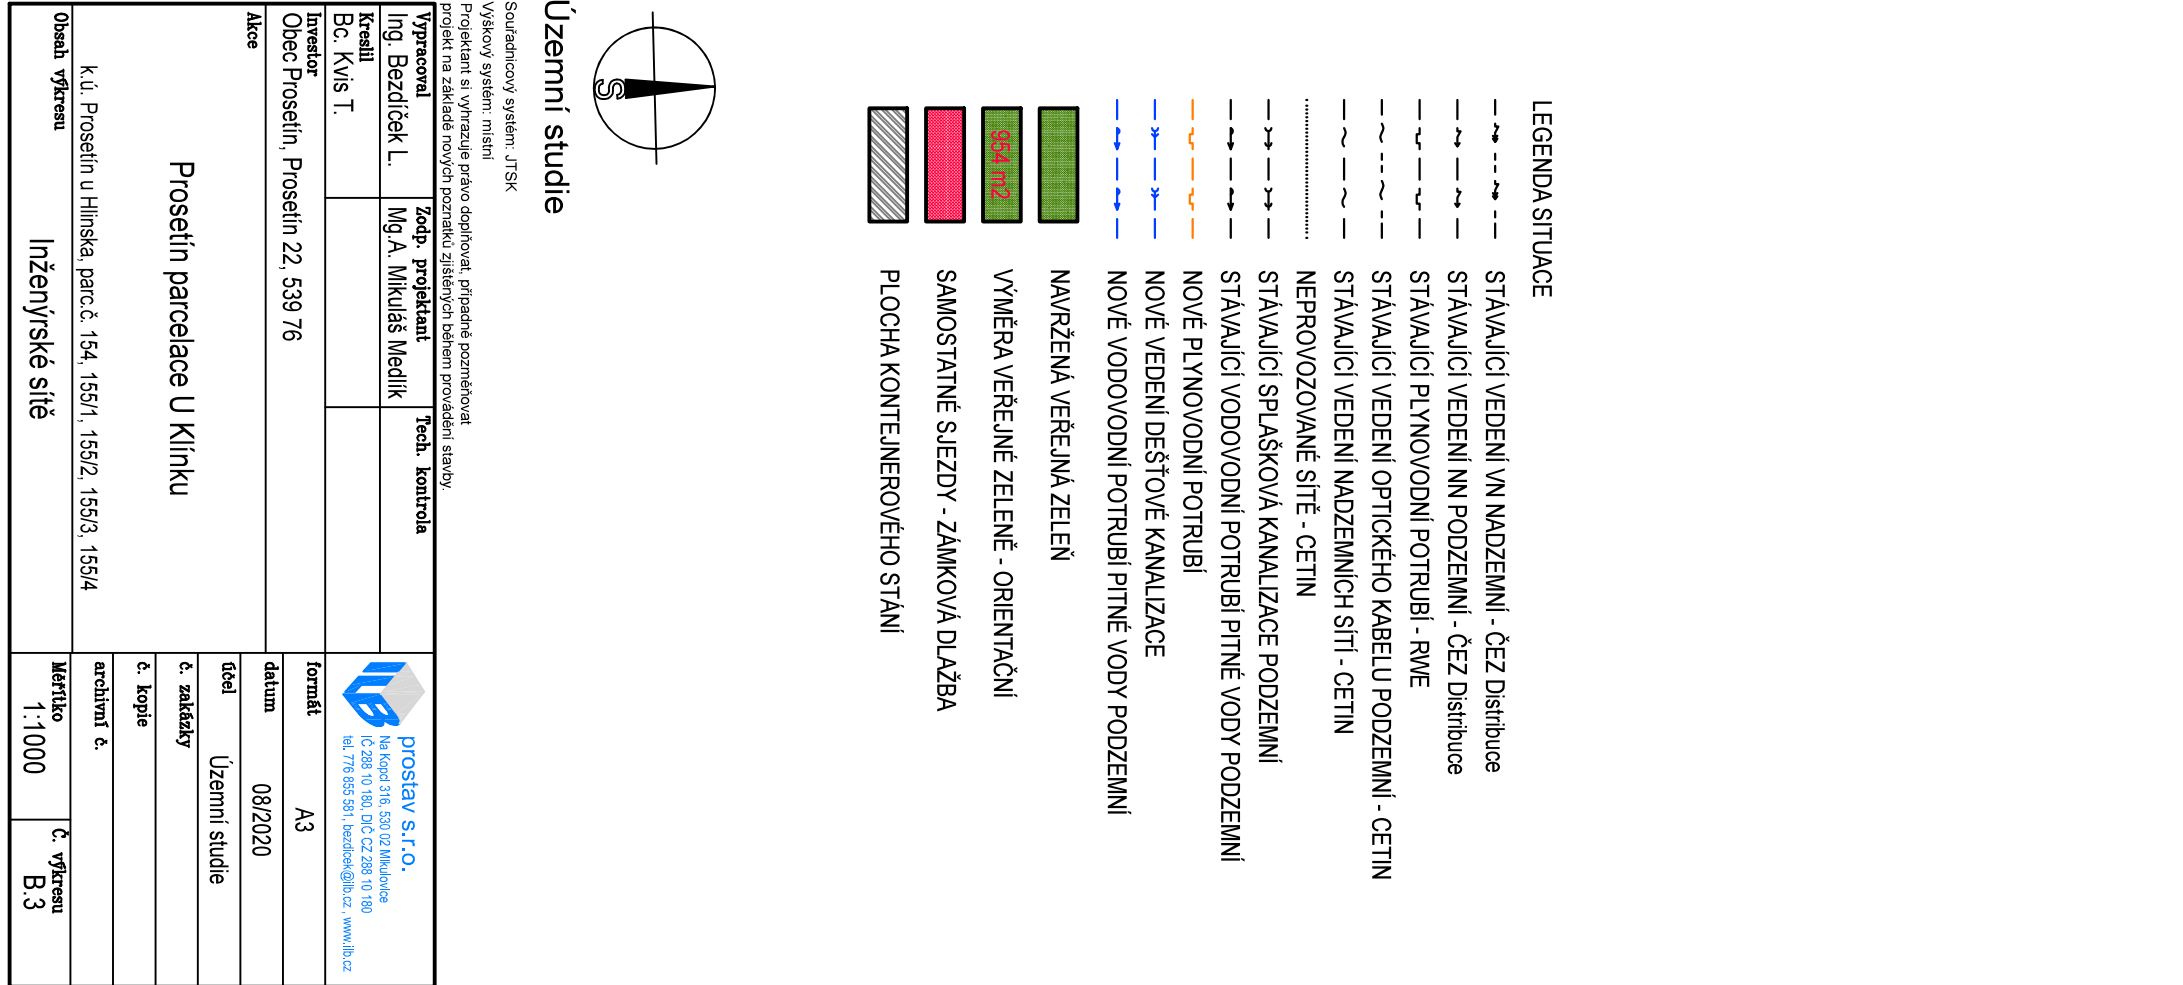 LEGENDA SITUACE
STÁVAJÍCÍ VEDENÍ VN NADZEMNÍ - ČEZ Distribuce
STÁVAJÍCÍ VEDENÍ NN PODZEMNÍ - ČEZ Distribuce
STÁVAJÍCÍ PLYNOVODNÍ POTRUBÍ - RWE
STÁVAJÍCÍ VEDENÍ OPTICKÉHO KABELU PODZEMNÍ - CETIN
STÁVAJÍCÍ VEDENÍ NADZEMNÍCH SÍTÍ - CETIN
NEPROVOZOVANÉ SÍTĚ - CETIN
STÁVAJÍCÍ SPLAŠKOVÁ KANALIZACE PODZEMNÍ
STÁVAJÍCÍ VODOVODNÍ POTRUBÍ PITNÉ VODY PODZEMNÍ
NOVÉ PLYNOVODNÍ POTRUBÍ
NOVÉ VEDENÍ DEŠŤOVÉ KANALIZACE
NOVÉ VODOVODNÍ POTRUBÍ PITNÉ VODY PODZEMNÍ
NAVRŽENÁ VEŘEJNÁ ZELEŇ
954 m2 VÝMĚRA VEŘEJNÉ ZELENĚ - ORIENTAČNÍ
SAMOSTATNÉ SJEZDY - ZÁMKOVÁ DLAŽBA
PLOCHA KONTEJNEROVÉHO STÁNÍ
S
Územní studie
Souřadnicový systém: JTSK
Výškový systém: místní
Projektant si vyhrazuje právo doplňovat, případně pozměňovat
projekt na základě nových poznatků zjištěných během provádění stavby.
Vypracoval
Ing. Bezdíček L.
Zodp. projektant
Mg.A. Mikuláš Medlík
Tech. kontrola
Kreslil
Bc. Kvis T.
Investor
Obec Prosetín, Prosetín 22, 539 76
Akce
Prosetín parcelace U Klínku
k.ú. Prosetín u Hlinska, parc.č. 154, 155/1, 155/2, 155/3, 155/4
Obsah výkresu
Inženýrské sítě
ILB
prostav s.r.o.
Na Kopci 316, 530 02 Mikulovice
IČ 288 10 180, DIČ CZ 288 10 180
tel. 776 855 581, bezdicek@ilb.cz , www.ilb.cz
formát
A3
datum
08/2020
účel
Územní studie
č. zakázky
č. kopie
archivní č.
Měřítko
1:1000
Č. výkresu
B.3